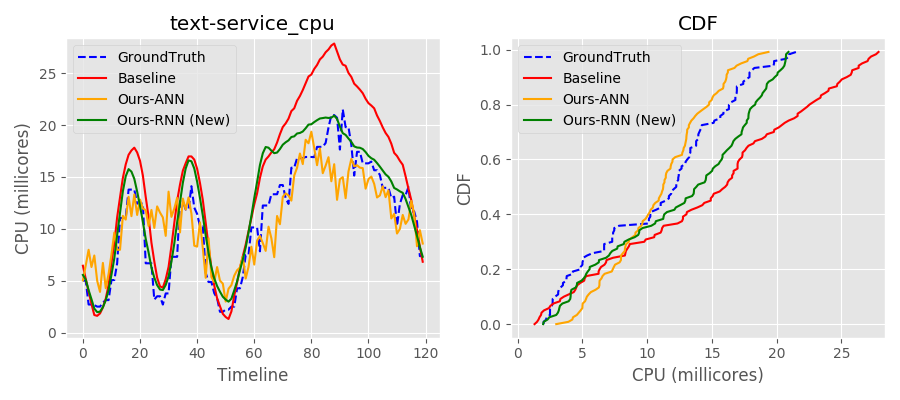 text-service_cpu
GroundTruth
Baseline
Ours-ANN
Ours-RNN (New)
CPU (millicores)
25
20
15
10
5
0
0
20
40
60
80
100
120
Timeline
CDF
GroundTruth
Baseline
Ours-ANN
Ours-RNN (New)
CDF
1.0
0.8
0.6
0.4
0.2
0.0
0
5
10
15
20
25
CPU (millicores)